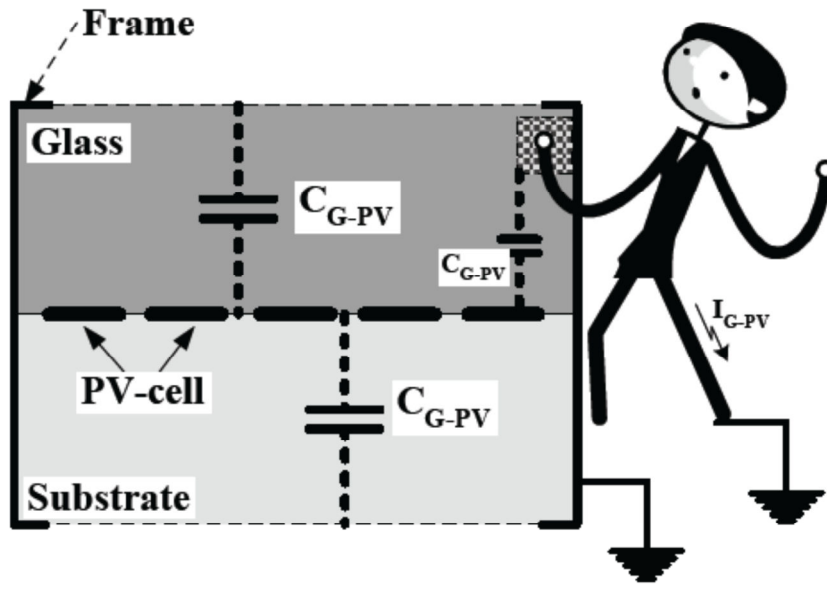 Frame
Glass
C_G-PV
C_G-PV
I_G-PV
PV-cell
C_G-PV
Substrate